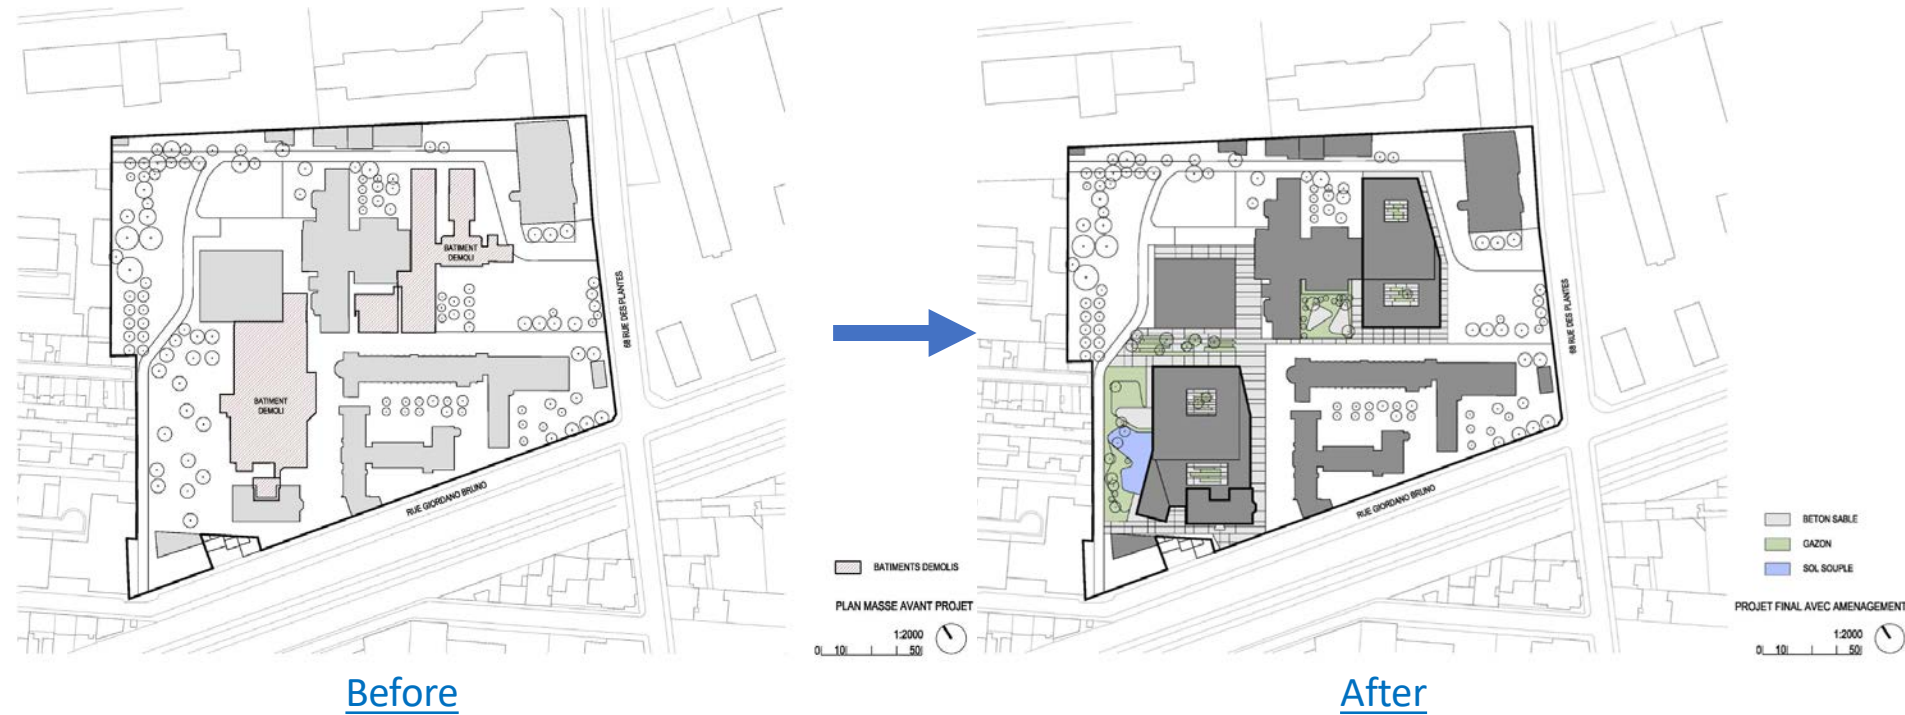 BATIMENT
DEMOLI
BATIMENT
DEMOLI
68 RUE DES PLANTES
RUE GIORDANO BRUNO
BATIMENTS DEMOLIS
PLAN MASSE AVANT PROJET
1:2000
0 10 50
Before
68 RUE DES PLANTES
RUE GIORDANO BRUNO
BETON SABLE
GAZON
SOL SOUPLE
PROJET FINAL AVEC AMENAGEMENT
1:2000
0 10 50
After